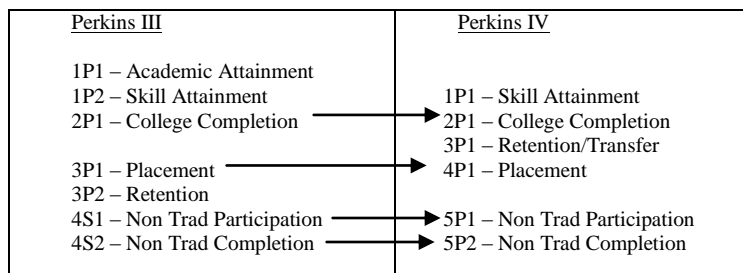 Perkins III
1P1 – Academic Attainment
1P2 – Skill Attainment
2P1 – College Completion
3P1 – Placement
3P2 – Retention
4S1 – Non Trad Participation
4S2 – Non Trad Completion
Perkins IV
1P1 – Skill Attainment
2P1 – College Completion
3P1 – Retention/Transfer
4P1 – Placement
5P1 – Non Trad Participation
5P2 – Non Trad Completion